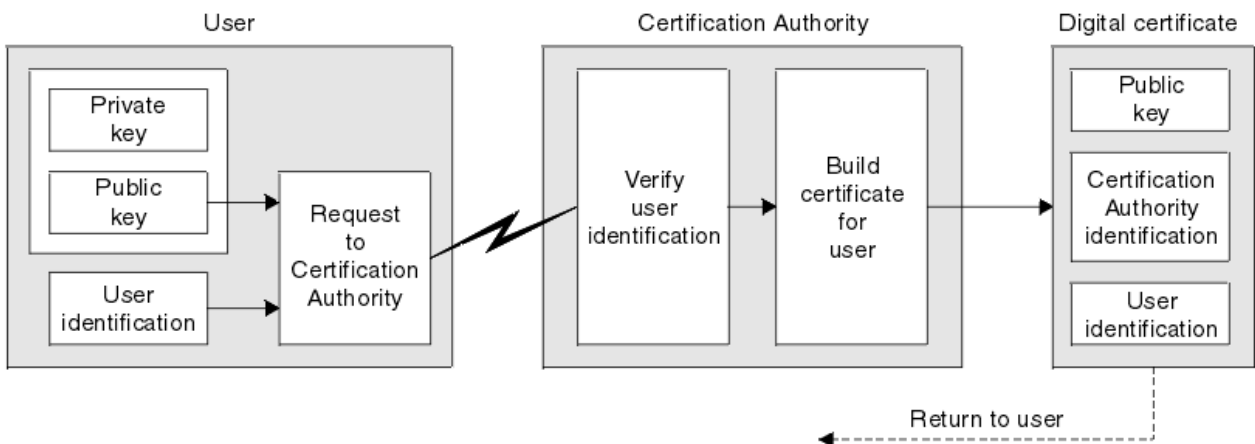 User
Certification Authority
Digital certificate
Private
key
Public
key
User
identification
Request
to
Certification
Authority
Verify
user
identification
Build
certificate
for
user
Public
key
Certification
Authority
identification
User
identification
Return to user